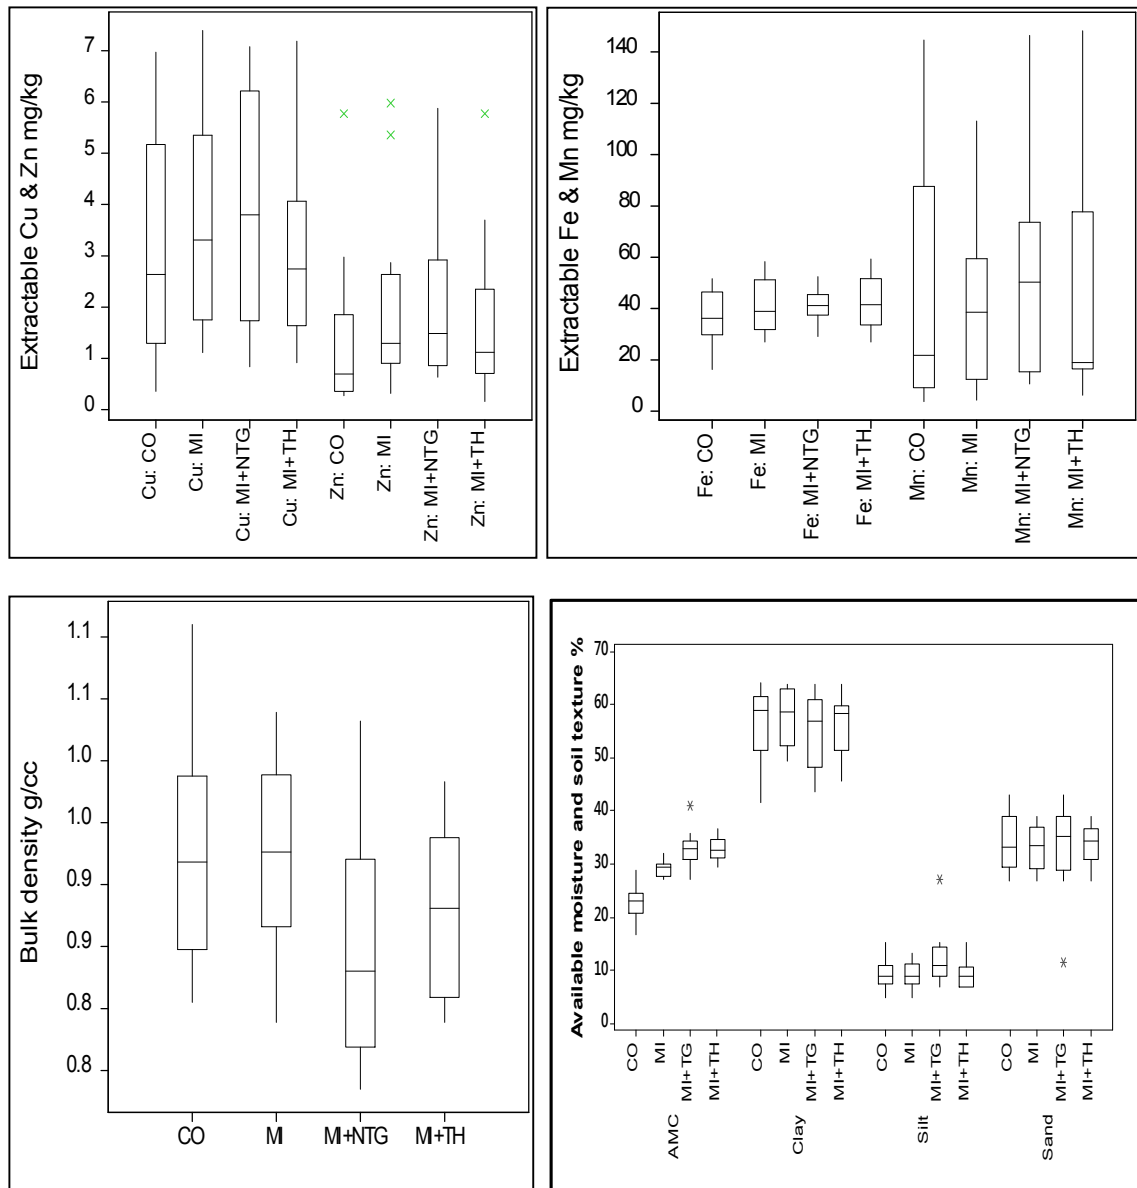 Extractable Cu & Zn mg/kg
7
6
5
4
3
2
1
0
Cu: CO
Cu: MI
Cu: MI+NTG
Cu: MI+TH
Zn: CO
Zn: MI
Zn: MI+NTG
Zn: MI+TH
Extractable Fe & Mn mg/kg
140
120
100
80
60
40
20
0
Fe: CO
Fe: MI
Fe: MI+NTG
Fe: MI+TH
Mn: CO
Mn: MI
Mn: MI+NTG
Mn: MI+TH
Bulk density g/cc
1.1
1.1
1.0
1.0
0.9
0.9
0.8
0.8
CO
MI
MI+NTG
MI+TH
Available moisture and soil texture %
70
60
50
40
30
20
10
0
CO
MI
MI+TG
MI+TH
CO
MI
MI+TG
MI+TH
CO
MI
MI+TG
MI+TH
CO
MI
MI+TG
MI+TH
AMC
Clay
Silt
Sand